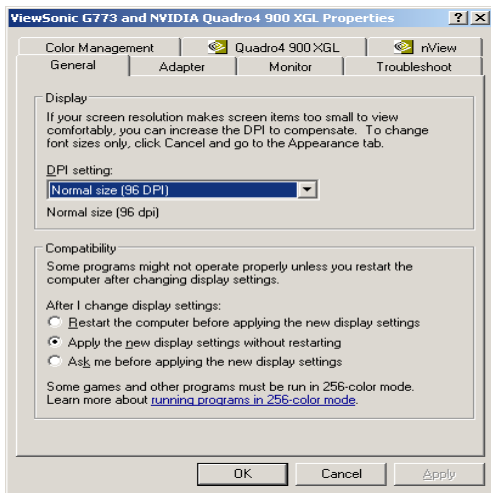 ViewSonic G773 and NVIDIA Quadro4 900 XGL Properties
Color Management
Quadro4 900 XGL
nView
General
Adapter
Monitor
Troubleshoot
Display
If your screen resolution makes screen items too small to view
comfortably, you can increase the DPI to compensate. To change
font sizes only, click Cancel and go to the Appearance tab.
DPI setting:
Normal size (96 DPI)
Normal size (96 dpi)
Compatibility
Some programs might not operate properly unless you restart the
computer after changing display settings.
After I change display settings:
Restart the computer before applying the new display settings
Apply the new display settings without restarting
Ask me before applying the new display settings
Some games and other programs must be run in 256-color mode.
Learn more about running programs in 256-color mode.
OK
Cancel
Apply